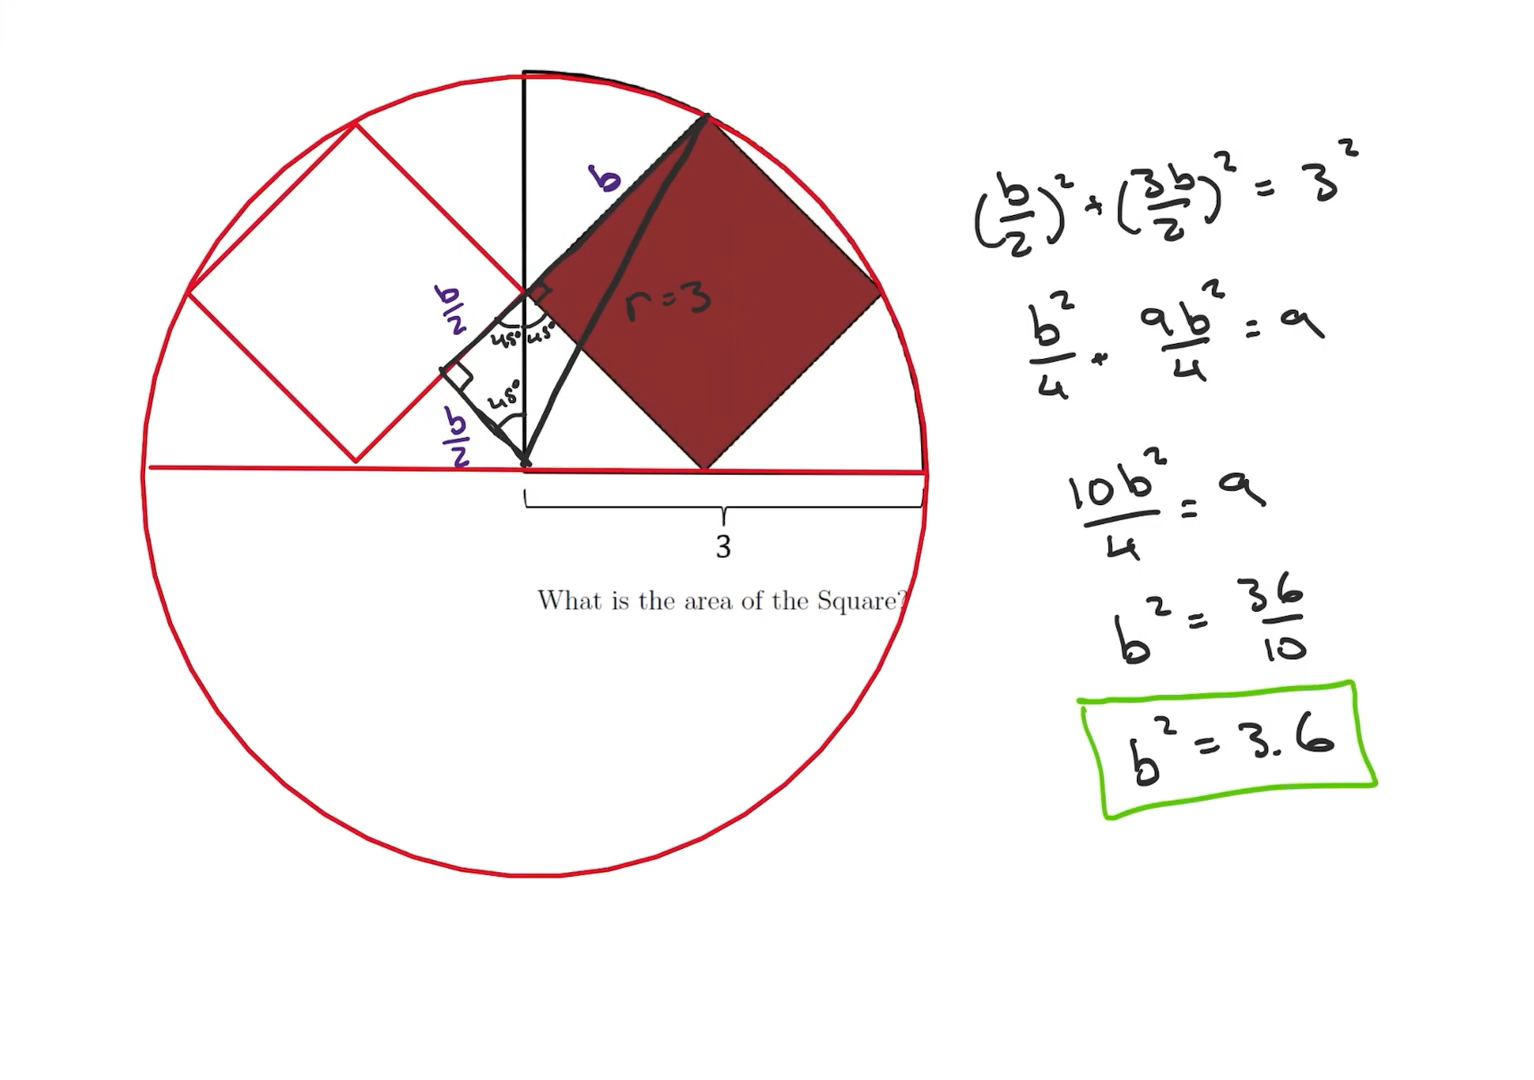 b
r = 3
b/2
45° 45°
45°
b/2
3
What is the area of the Square?
(b/2)² + (3b/2)² = 3²
b²/4 + 9b²/4 = 9
10b²/4 = 9
b² = 36/10
b² = 3.6